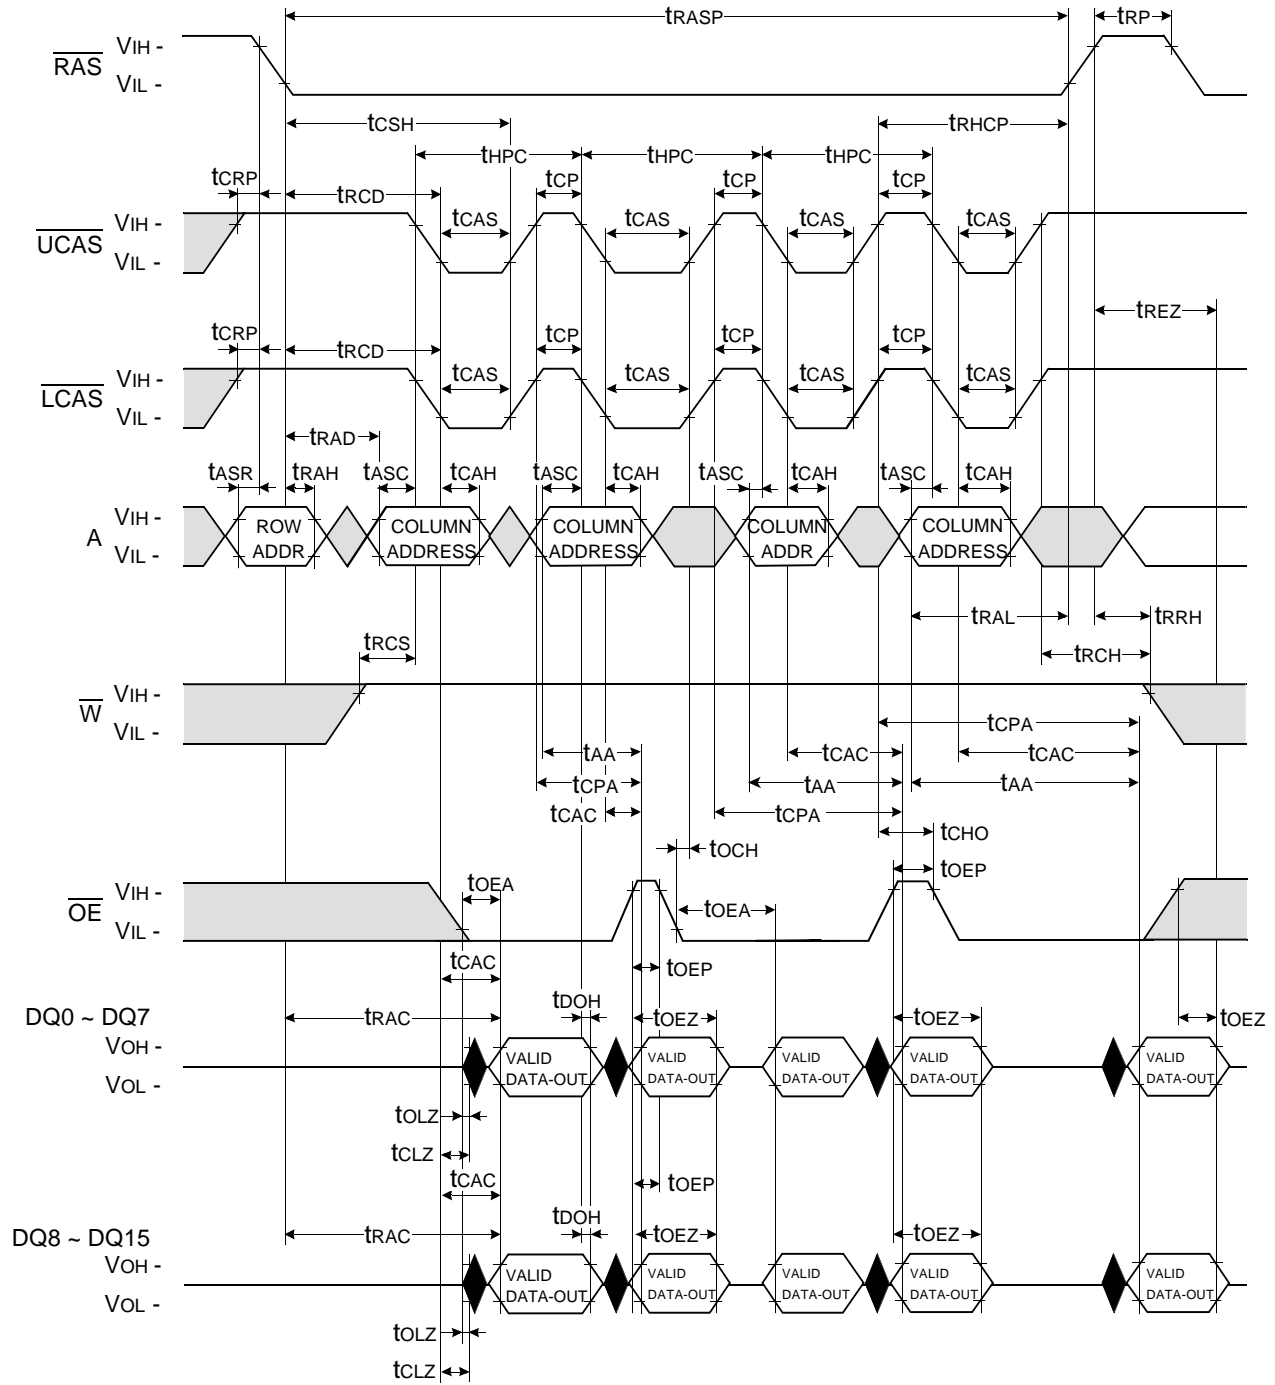 tRASP tRP
RAS VIH -
VIL -
tCSH tRHCP
tHPC tHPC tHPC
tCRP tRCD tCP tCP tCP
UCAS VIH - tCAS tCAS tCAS tCAS
VIL -
tREZ
tCRP tRCD tCP tCP tCP
LCAS VIH - tCAS tCAS tCAS tCAS
VIL -
tRAD
tASR tRAH tASC tCAH tASC tCAH tASC tCAH tASC tCAH
A VIH - ROW COLUMN COLUMN COLUMN COLUMN
VIL - ADDR ADDRESS ADDRESS ADDR ADDRESS
tRAL tRRH
tRCS tRCH
W VIH -
VIL - tCPA
tAA tCAC tCAC
tCPA tAA tAA
tCAC tCPA
tCHO
tOCH
tOEP
OE VIH - tOEA
VIL - tOEA
tCAC tOEP
tDOH
DQ0 ~ DQ7 tRAC tOEZ tOEZ tOEZ
VOH - VALID VALID VALID VALID VALID
VOL - DATA-OUT DATA-OUT DATA-OUT DATA-OUT DATA-OUT
tOLZ
tCLZ
tCAC tOEP
tDOH
DQ8 ~ DQ15 tRAC tOEZ tOEZ
VOH - VALID VALID VALID VALID VALID
VOL - DATA-OUT DATA-OUT DATA-OUT DATA-OUT DATA-OUT
tOLZ
tCLZ